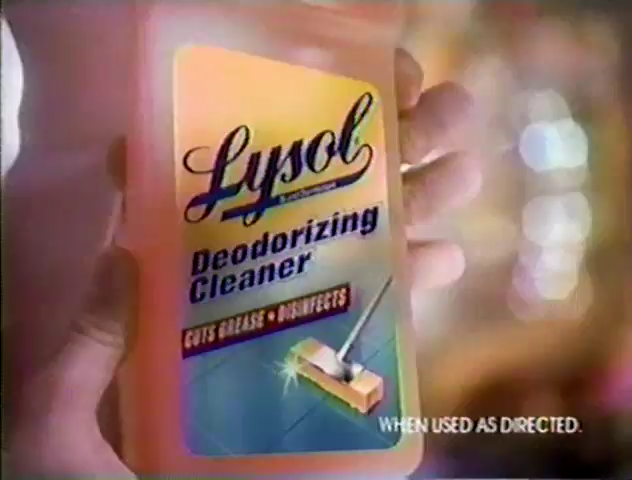 Lysol
Deodorizing
Cleaner
CUTS GREASE • DISINFECTS
WHEN USED AS DIRECTED.